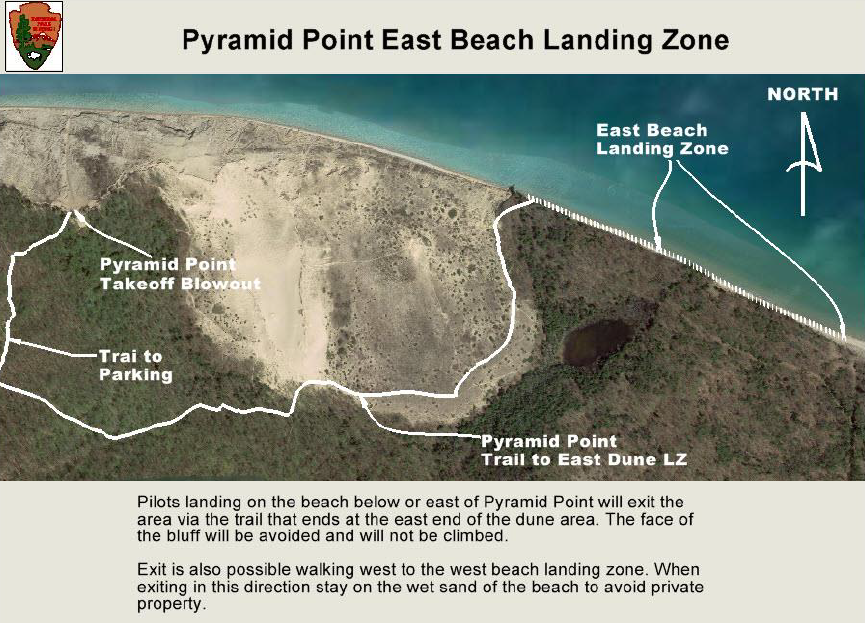 Pyramid Point East Beach Landing Zone
NORTH
East Beach
Landing Zone
Pyramid Point
Takeoff Blowout
Trai to
Parking
Pyramid Point
Trail to East Dune LZ
Pilots landing on the beach below or east of Pyramid Point will exit the
area via the trail that ends at the east end of the dune area. The face of
the bluff will be avoided and will not be climbed.
Exit is also possible walking west to the west beach landing zone. When
exiting in this direction stay on the wet sand of the beach to avoid private
property.